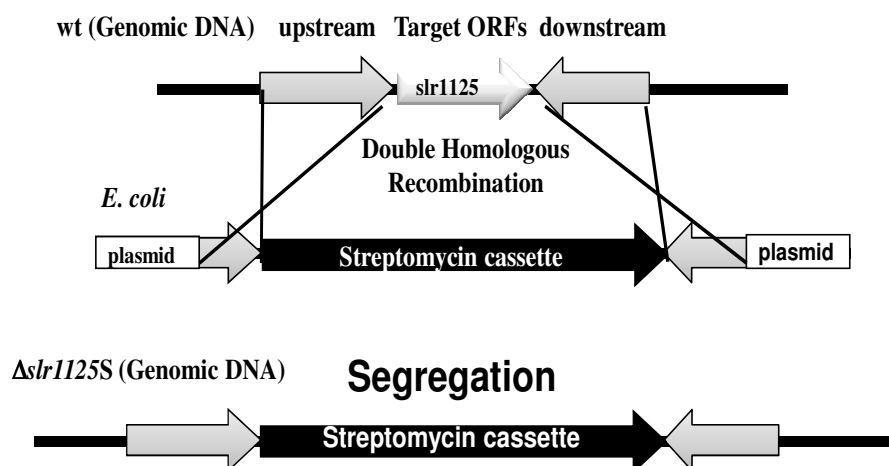 wt (Genomic DNA) upstream Target ORFs downstream
slr1125
Double Homologous
Recombination
E. coli
plasmid Streptomycin cassette plasmid
Δslr1125S (Genomic DNA) Segregation
Streptomycin cassette